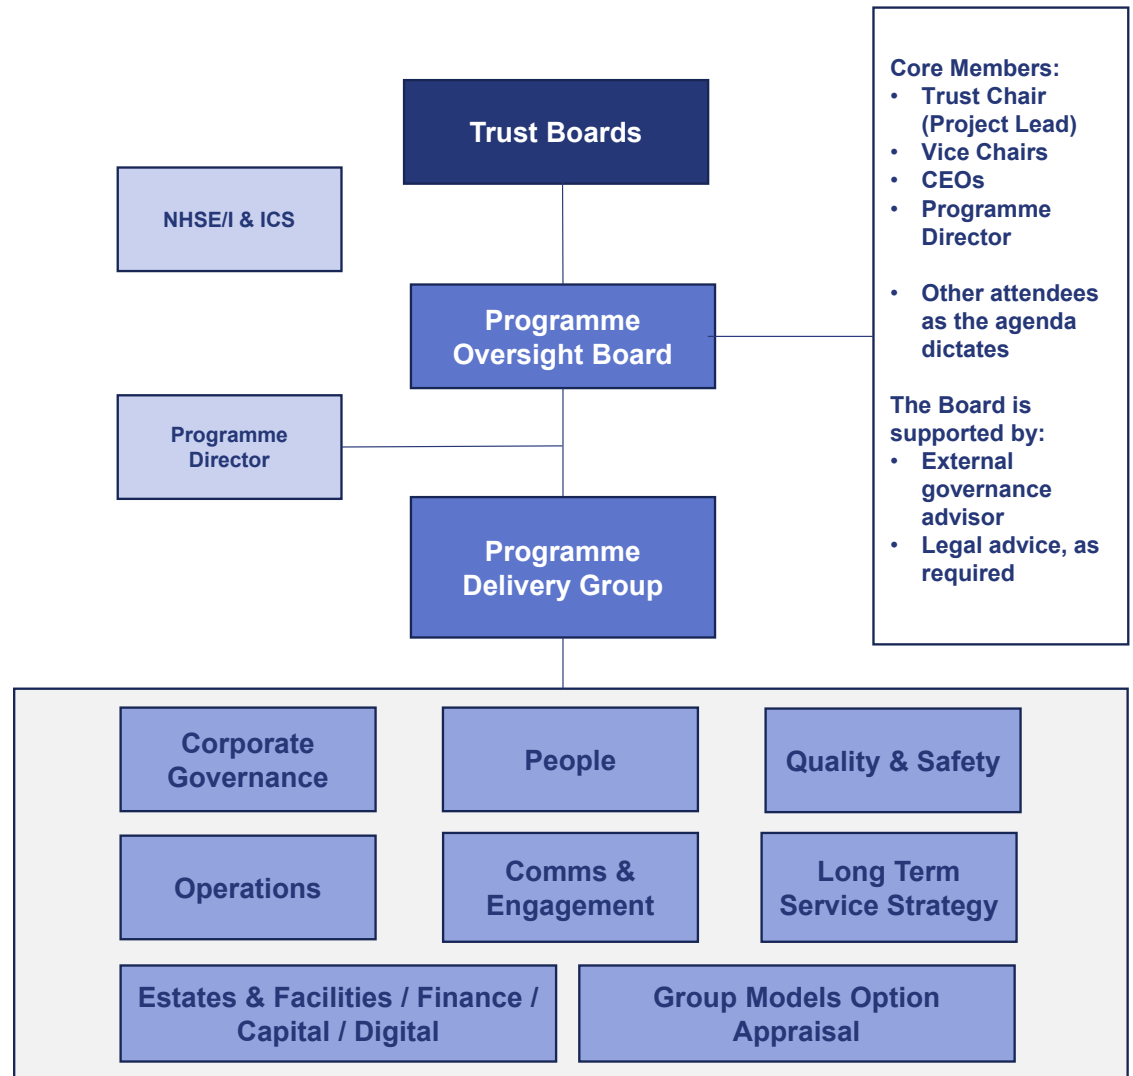 Trust Boards
NHSE/I & ICS
Programme
Oversight Board
Programme
Director
Programme
Delivery Group
Core Members:
• Trust Chair
(Project Lead)
• Vice Chairs
• CEOs
• Programme
Director
• Other attendees
as the agenda
dictates
The Board is
supported by:
• External
governance
advisor
• Legal advice, as
required
Corporate
Governance
People
Quality & Safety
Operations
Comms &
Engagement
Long Term
Service Strategy
Estates & Facilities / Finance /
Capital / Digital
Group Models Option
Appraisal